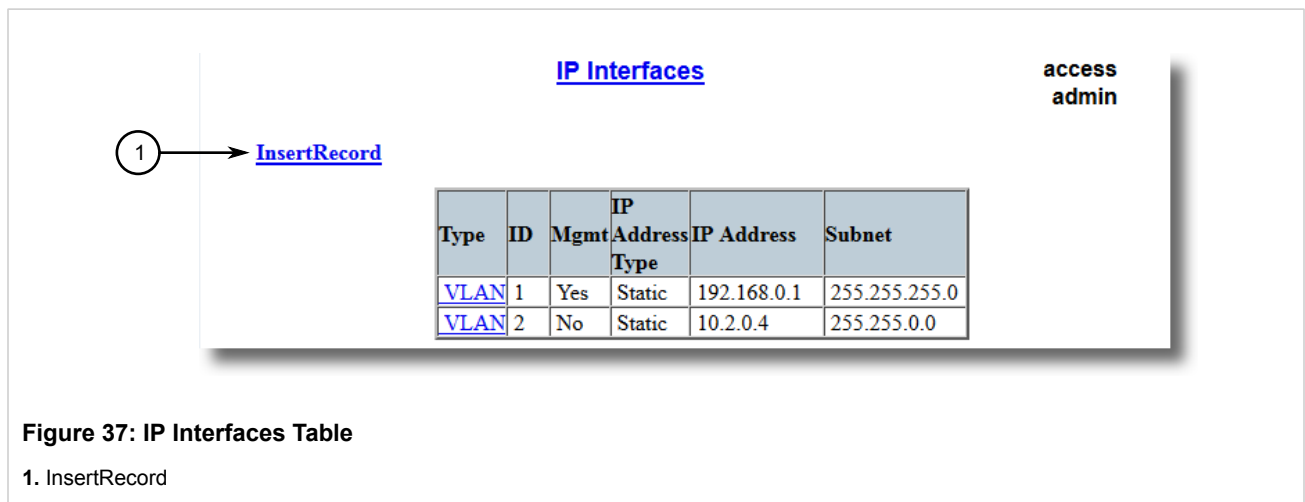 IP Interfaces
access
admin
1
InsertRecord
Type ID Mgmt IP Address Type IP Address Subnet
VLAN 1 Yes Static 192.168.0.1 255.255.255.0
VLAN 2 No Static 10.2.0.4 255.255.0.0
Figure 37: IP Interfaces Table
1. InsertRecord